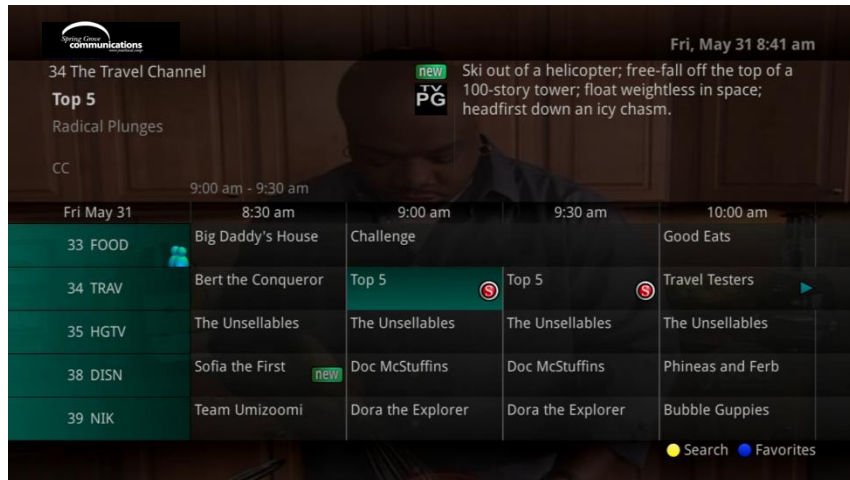 Spring Grove
communications
Fri, May 31 8:41 am
34 The Travel Channel
Top 5
Radical Plunges
CC
9:00 am - 9:30 am
new
TV
PG
Ski out of a helicopter; free-fall off the top of a
100-story tower; float weightless in space;
headfirst down an icy chasm.
Fri May 31 8:30 am 9:00 am 9:30 am 10:00 am
33 FOOD Big Daddy's House Challenge Good Eats
34 TRAV Bert the Conqueror Top 5 S Top 5 S Travel Testers
35 HGTV The Unsellables The Unsellables The Unsellables The Unsellables
38 DISN Sofia the First new Doc McStuffins Doc McStuffins Phineas and Ferb
39 NIK Team Umizoomi Dora the Explorer Dora the Explorer Bubble Guppies
Search Favorites